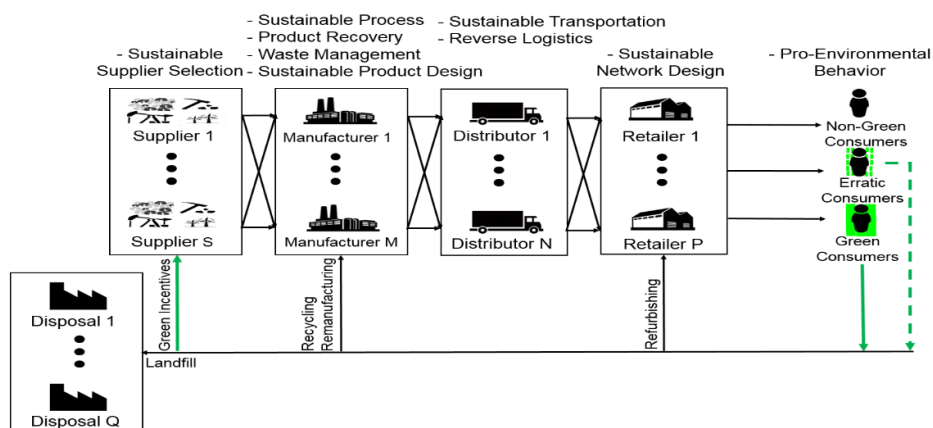 - Sustainable
Supplier Selection
- Sustainable Process
- Product Recovery
- Waste Management
- Sustainable Product Design
- Sustainable Transportation
- Reverse Logistics
- Sustainable
Network Design
- Pro-Environmental
Behavior
Supplier 1
Supplier S
Manufacturer 1
Manufacturer M
Distributor 1
Distributor N
Retailer 1
Retailer P
Non-Green
Consumers
Erratic
Consumers
Green
Consumers
Green Incentives
Recycling
Remanufacturing
Refurbishing
Landfill
Disposal 1
Disposal Q